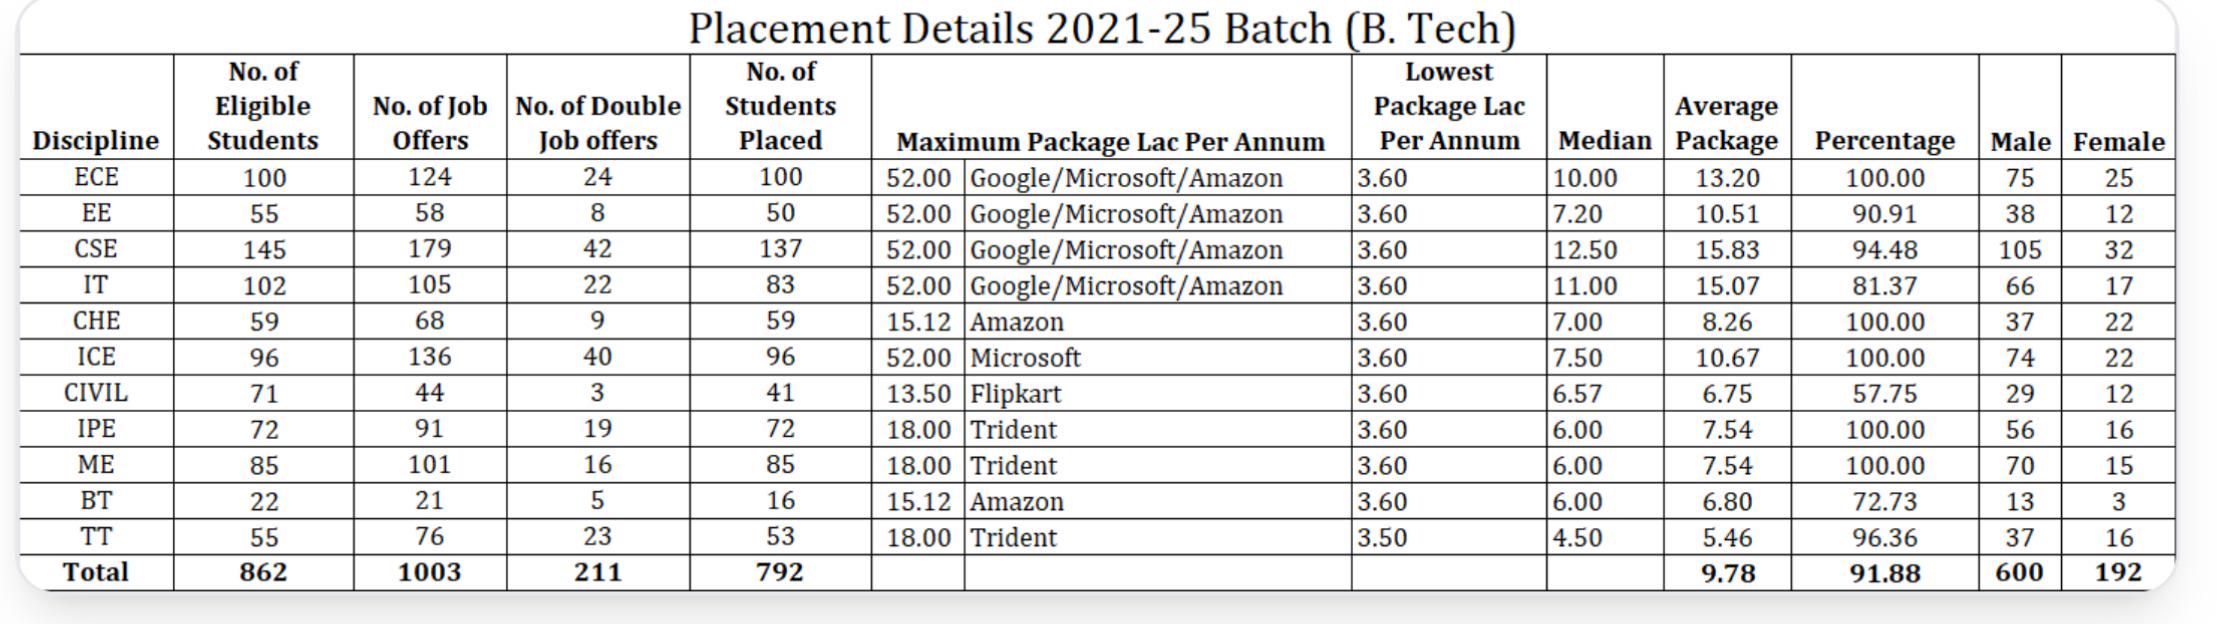 Placement Details 2021-25 Batch (B. Tech)
Discipline No. of Eligible Students No. of Job Offers No. of Double Job offers No. of Students Placed Maximum Package Lac Per Annum Lowest Package Lac Per Annum Median Average Package Percentage Male Female
ECE 100 124 24 100 52.00 Google/Microsoft/Amazon 3.60 10.00 13.20 100.00 75 25
EE 55 58 8 50 52.00 Google/Microsoft/Amazon 3.60 7.20 10.51 90.91 38 12
CSE 145 179 42 137 52.00 Google/Microsoft/Amazon 3.60 12.50 15.83 94.48 105 32
IT 102 105 22 83 52.00 Google/Microsoft/Amazon 3.60 11.00 15.07 81.37 66 17
CHE 59 68 9 59 15.12 Amazon 3.60 7.00 8.26 100.00 37 22
ICE 96 136 40 96 52.00 Microsoft 3.60 7.50 10.67 100.00 74 22
CIVIL 71 44 3 41 13.50 Flipkart 3.60 6.57 6.75 57.75 29 12
IPE 72 91 19 72 18.00 Trident 3.60 6.00 7.54 100.00 56 16
ME 85 101 16 85 18.00 Trident 3.60 6.00 7.54 100.00 70 15
BT 22 21 5 16 15.12 Amazon 3.60 6.00 6.80 72.73 13 3
TT 55 76 23 53 18.00 Trident 3.50 4.50 5.46 96.36 37 16
Total 862 1003 211 792 9.78 91.88 600 192